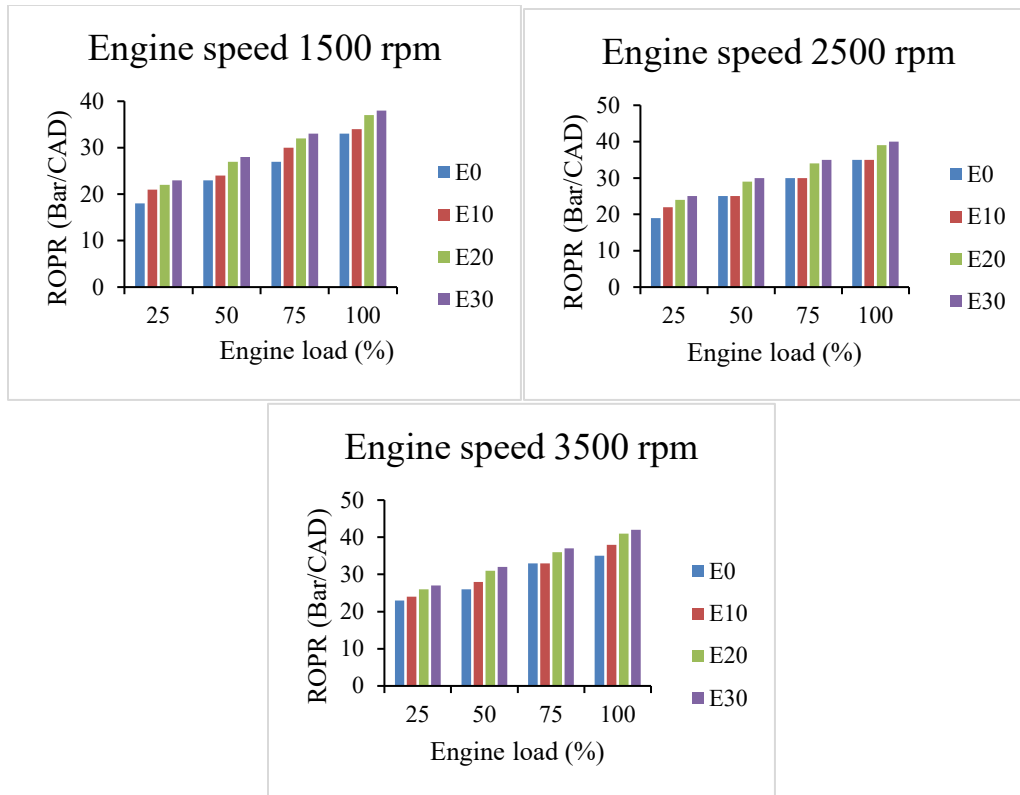 Engine speed 1500 rpm
ROPR (Bar/CAD)
40
30
20
10
0
25 50 75 100
Engine load (%)
E0
E10
E20
E30
Engine speed 2500 rpm
ROPR (Bar/CAD)
50
40
30
20
10
0
25 50 75 100
Engine load (%)
E0
E10
E20
E30
Engine speed 3500 rpm
ROPR (Bar/CAD)
50
40
30
20
10
0
25 50 75 100
Engine load (%)
E0
E10
E20
E30